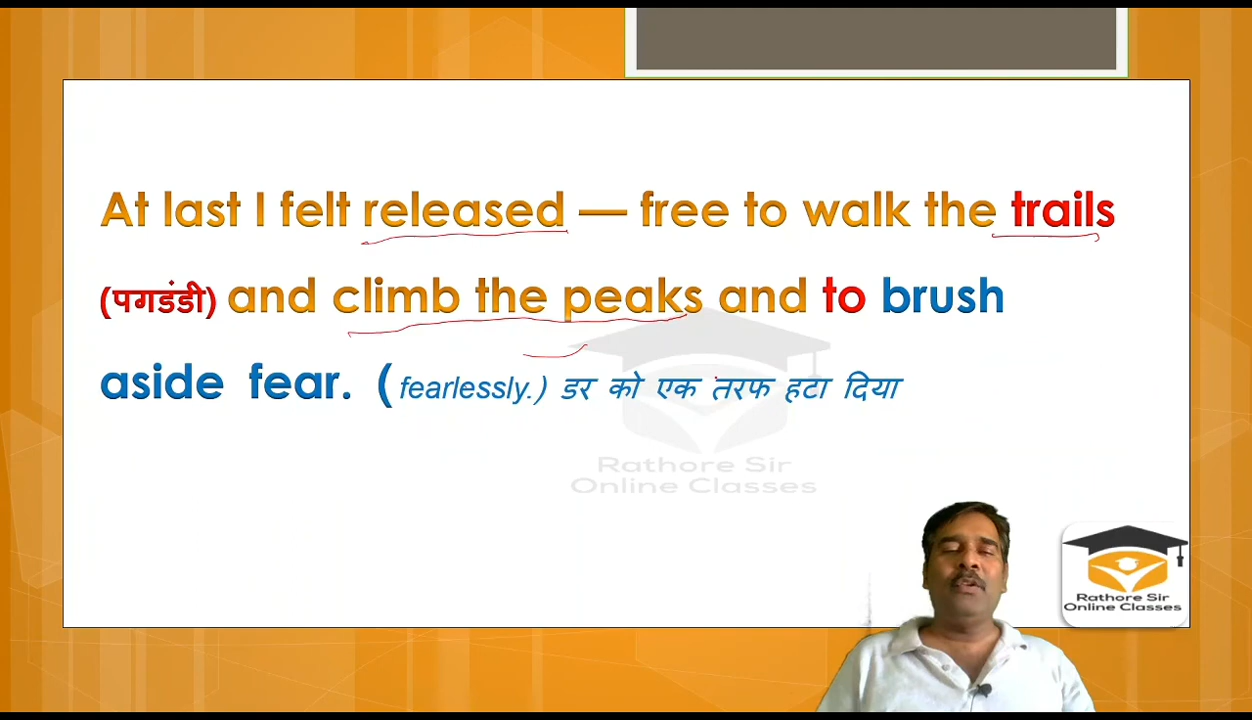 At last I felt released — free to walk the trails
(पगडंडी) and climb the peaks and to brush
aside fear. (fearlessly.) डर को एक तरफ हटा दिया
Rathore Sir
Online Classes
Rathore Sir
Online Classes